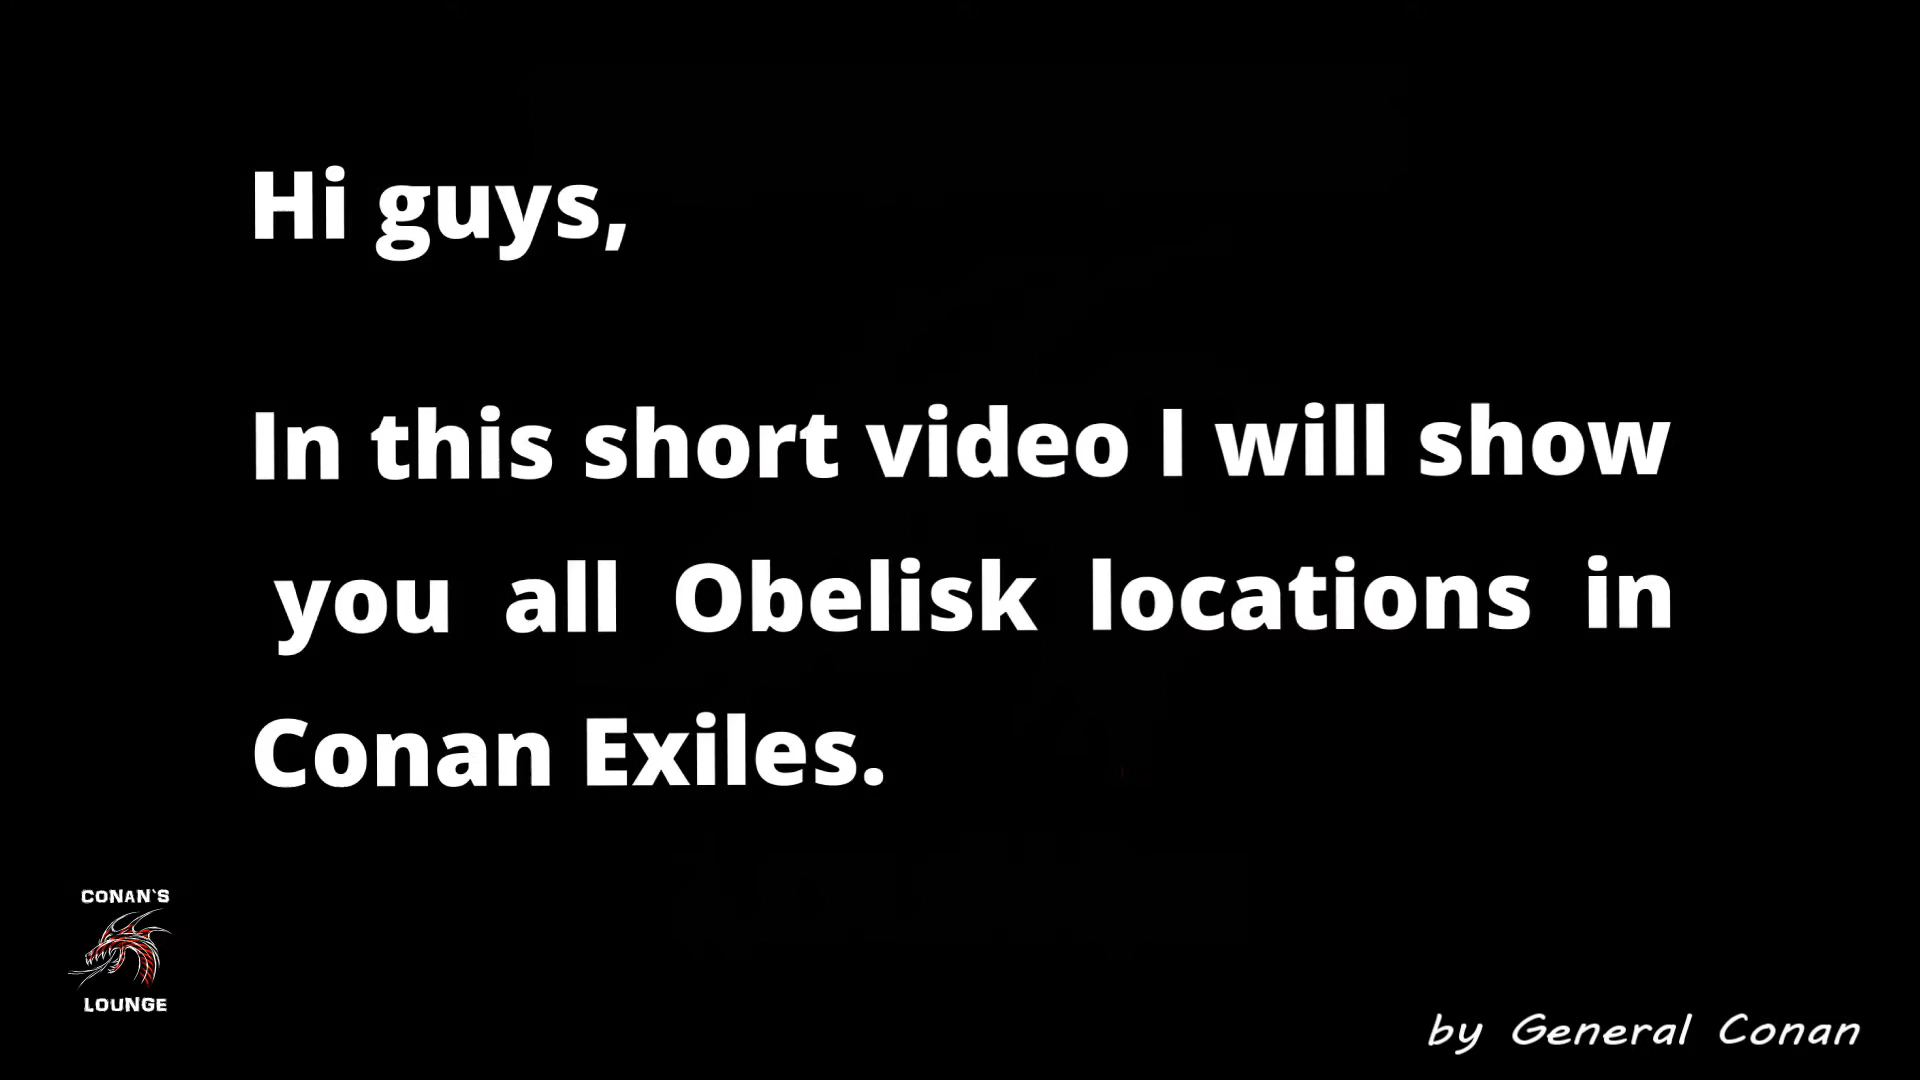 Hi guys,
In this short video I will show
you all Obelisk locations in
Conan Exiles.
CONAN`S
LOUNGE
by General Conan